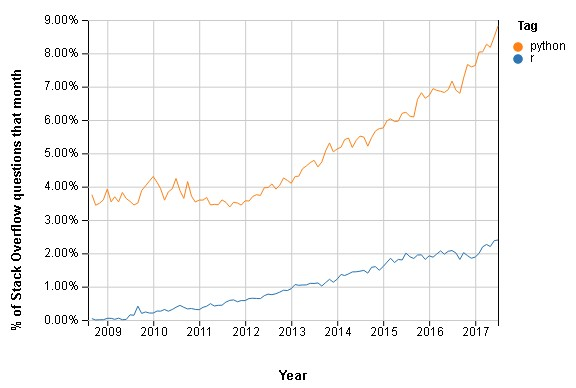 % of Stack Overflow questions that month
9.00%
8.00%
7.00%
6.00%
5.00%
4.00%
3.00%
2.00%
1.00%
0.00%
2009 2010 2011 2012 2013 2014 2015 2016 2017
Year
Tag
python
r